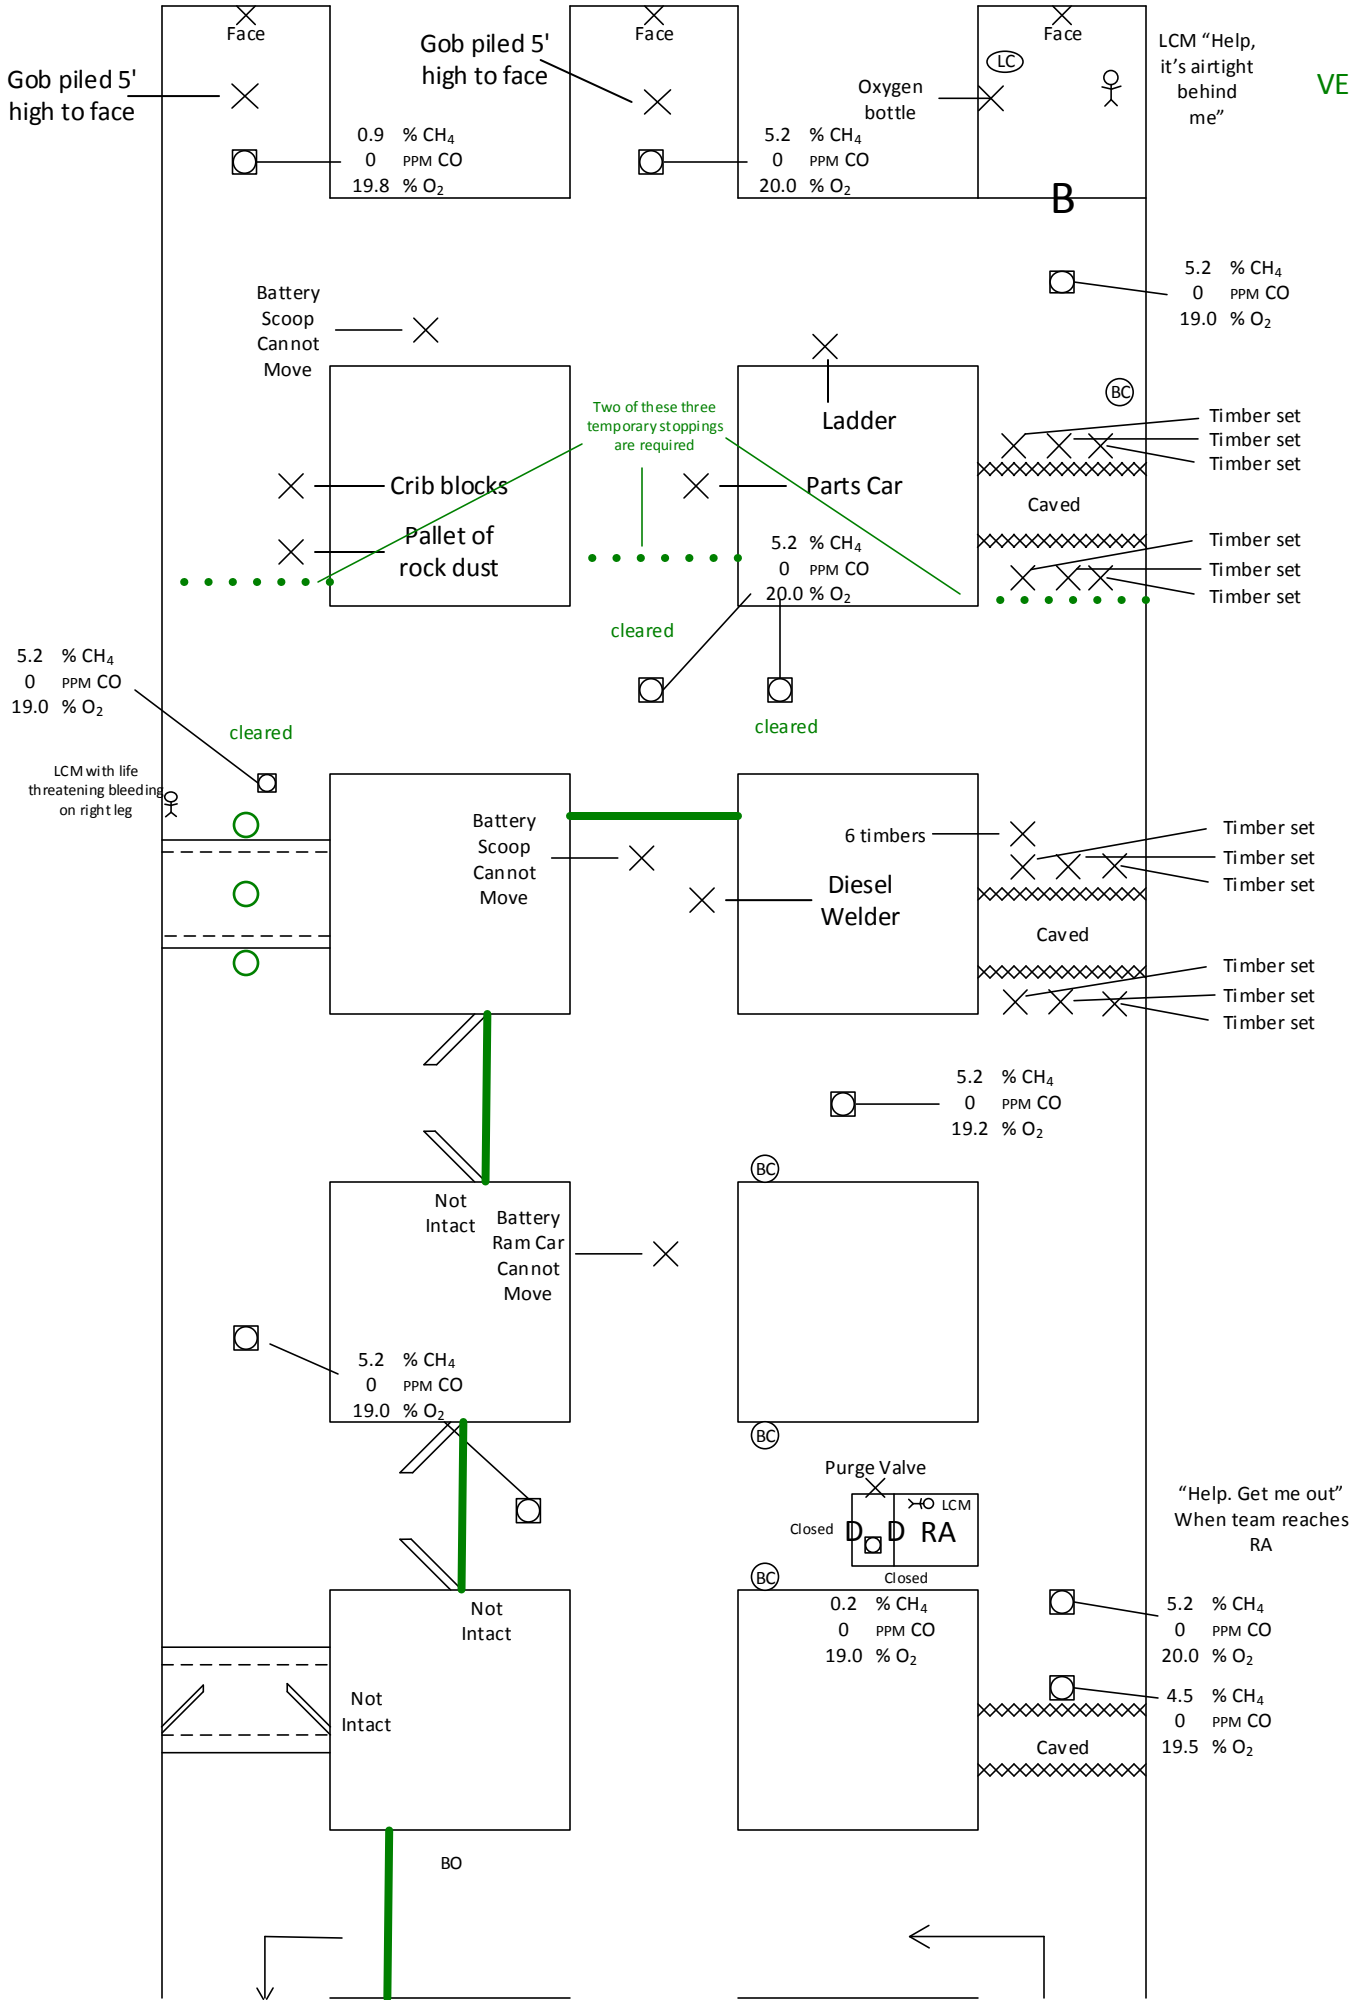 Face
Face
Face
Gob piled 5'
high to face
Gob piled 5'
high to face
LC
Oxygen
bottle
LCM “Help,
it’s airtight
behind
me”
VE
0.9 % CH₄
0 PPM CO
19.8 % O₂
5.2 % CH₄
0 PPM CO
20.0 % O₂
B
5.2 % CH₄
0 PPM CO
19.0 % O₂
Battery
Scoop
Cannot
Move
BC
Two of these three
temporary stoppings
are required
Ladder
Timber set
Timber set
Timber set
Crib blocks
Parts Car
Caved
Pallet of
rock dust
5.2 % CH₄
0 PPM CO
20.0 % O₂
Timber set
Timber set
Timber set
cleared
5.2 % CH₄
0 PPM CO
19.0 % O₂
cleared
cleared
LCM with life
threatening bleeding
on right leg
Battery
Scoop
Cannot
Move
6 timbers
Diesel
Welder
Timber set
Timber set
Timber set
Caved
Timber set
Timber set
Timber set
5.2 % CH₄
0 PPM CO
19.2 % O₂
BC
Not
Intact
Battery
Ram Car
Cannot
Move
5.2 % CH₄
0 PPM CO
19.0 % O₂
BC
Purge Valve
LCM
Closed D D RA
Closed
“Help. Get me out”
When team reaches
RA
BC
Not
Intact
0.2 % CH₄
0 PPM CO
19.0 % O₂
5.2 % CH₄
0 PPM CO
20.0 % O₂
Not
Intact
4.5 % CH₄
0 PPM CO
19.5 % O₂
Caved
BO